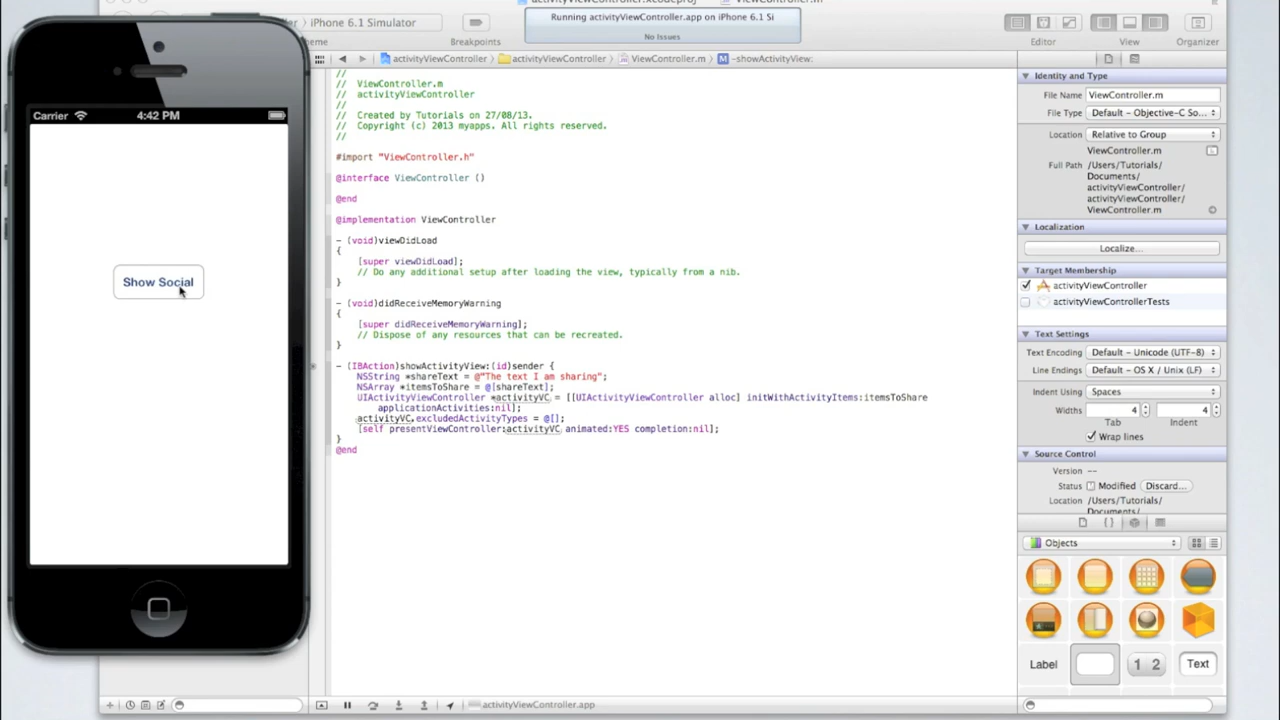 iPhone 6.1 Simulator
Breakpoints
Running activityViewController.app on iPhone 6.1 Si
No Issues
Editor
View
Organizer
activityViewController
activityViewController
ViewController.m
M
-showActivityView:
Carrier
4:42 PM
Show Social
//
//  ViewController.m
//  activityViewController
//
//  Created by Tutorials on 27/08/13.
//  Copyright (c) 2013 myapps. All rights reserved.
//
#import "ViewController.h"
@interface ViewController ()
@end
@implementation ViewController
- (void)viewDidLoad
{
[super viewDidLoad];
// Do any additional setup after loading the view, typically from a nib.
}
- (void)didReceiveMemoryWarning
{
[super didReceiveMemoryWarning];
// Dispose of any resources that can be recreated.
}
- (IBAction)showActivityView:(id)sender {
NSString *shareText = @"The text I am sharing";
NSArray *itemsToShare = @[shareText];
UIActivityViewController *activityVC = [[UIActivityViewController alloc] initWithActivityItems:itemsToShare
applicationActivities:nil];
activityVC.excludedActivityTypes = @[];
[self presentViewController:activityVC animated:YES completion:nil];
}
@end
activityViewController.app
Identity and Type
File Name ViewController.m
File Type Default - Objective-C So...
Location Relative to Group
ViewController.m
Full Path /Users/Tutorials/
Documents/
activityViewController/
activityViewController/
ViewController.m
Localization
Localize...
Target Membership
activityViewController
activityViewControllerTests
Text Settings
Text Encoding Default - Unicode (UTF-8)
Line Endings Default - OS X / Unix (LF)
Indent Using Spaces
Widths 4 4
Tab Indent
Wrap lines
Source Control
Version --
Status Modified Discard...
Location /Users/Tutorials/
Documents/
{ }
Objects
Label
1 2
Text